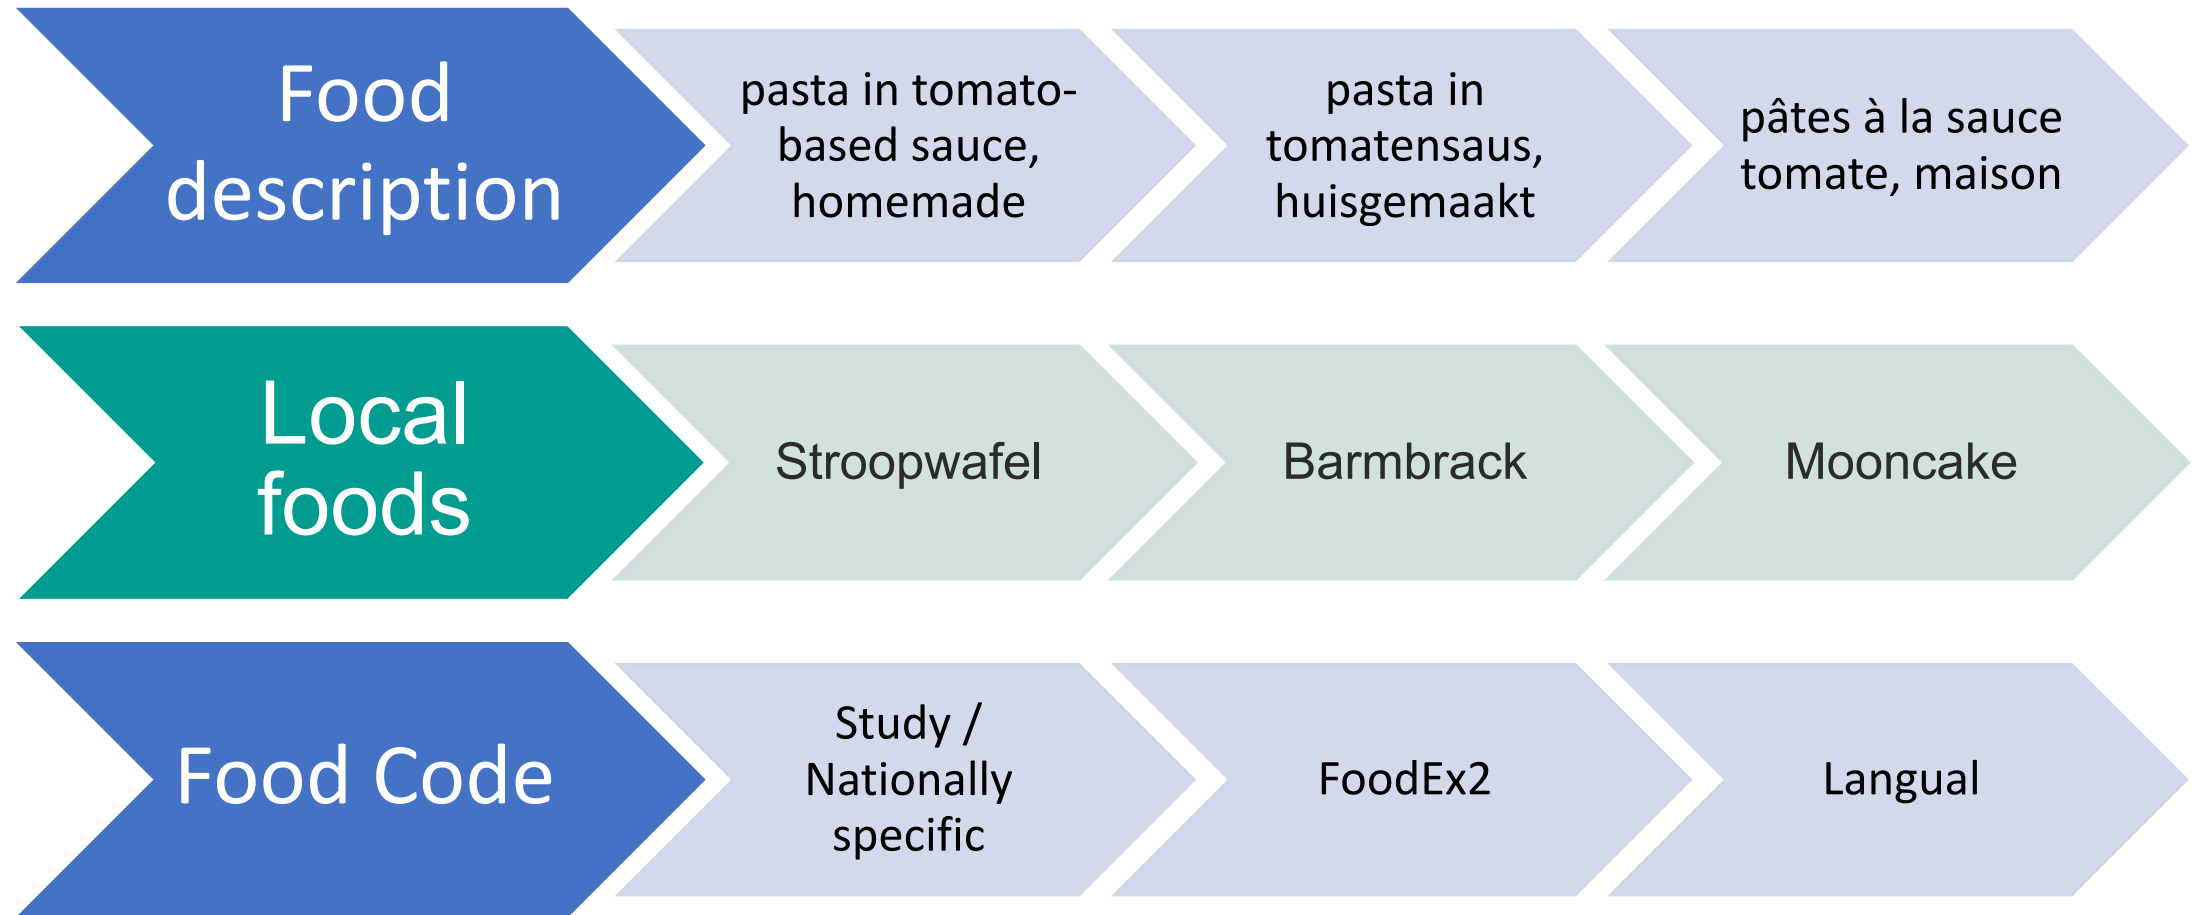 Food
description
pasta in tomato-
based sauce,
homemade
pasta in
tomatensaus,
huisgemaakt
pâtes à la sauce
tomate, maison
Local
foods
Stroopwafel
Barmbrack
Mooncake
Food Code
Study /
Nationally
specific
FoodEx2
Langual